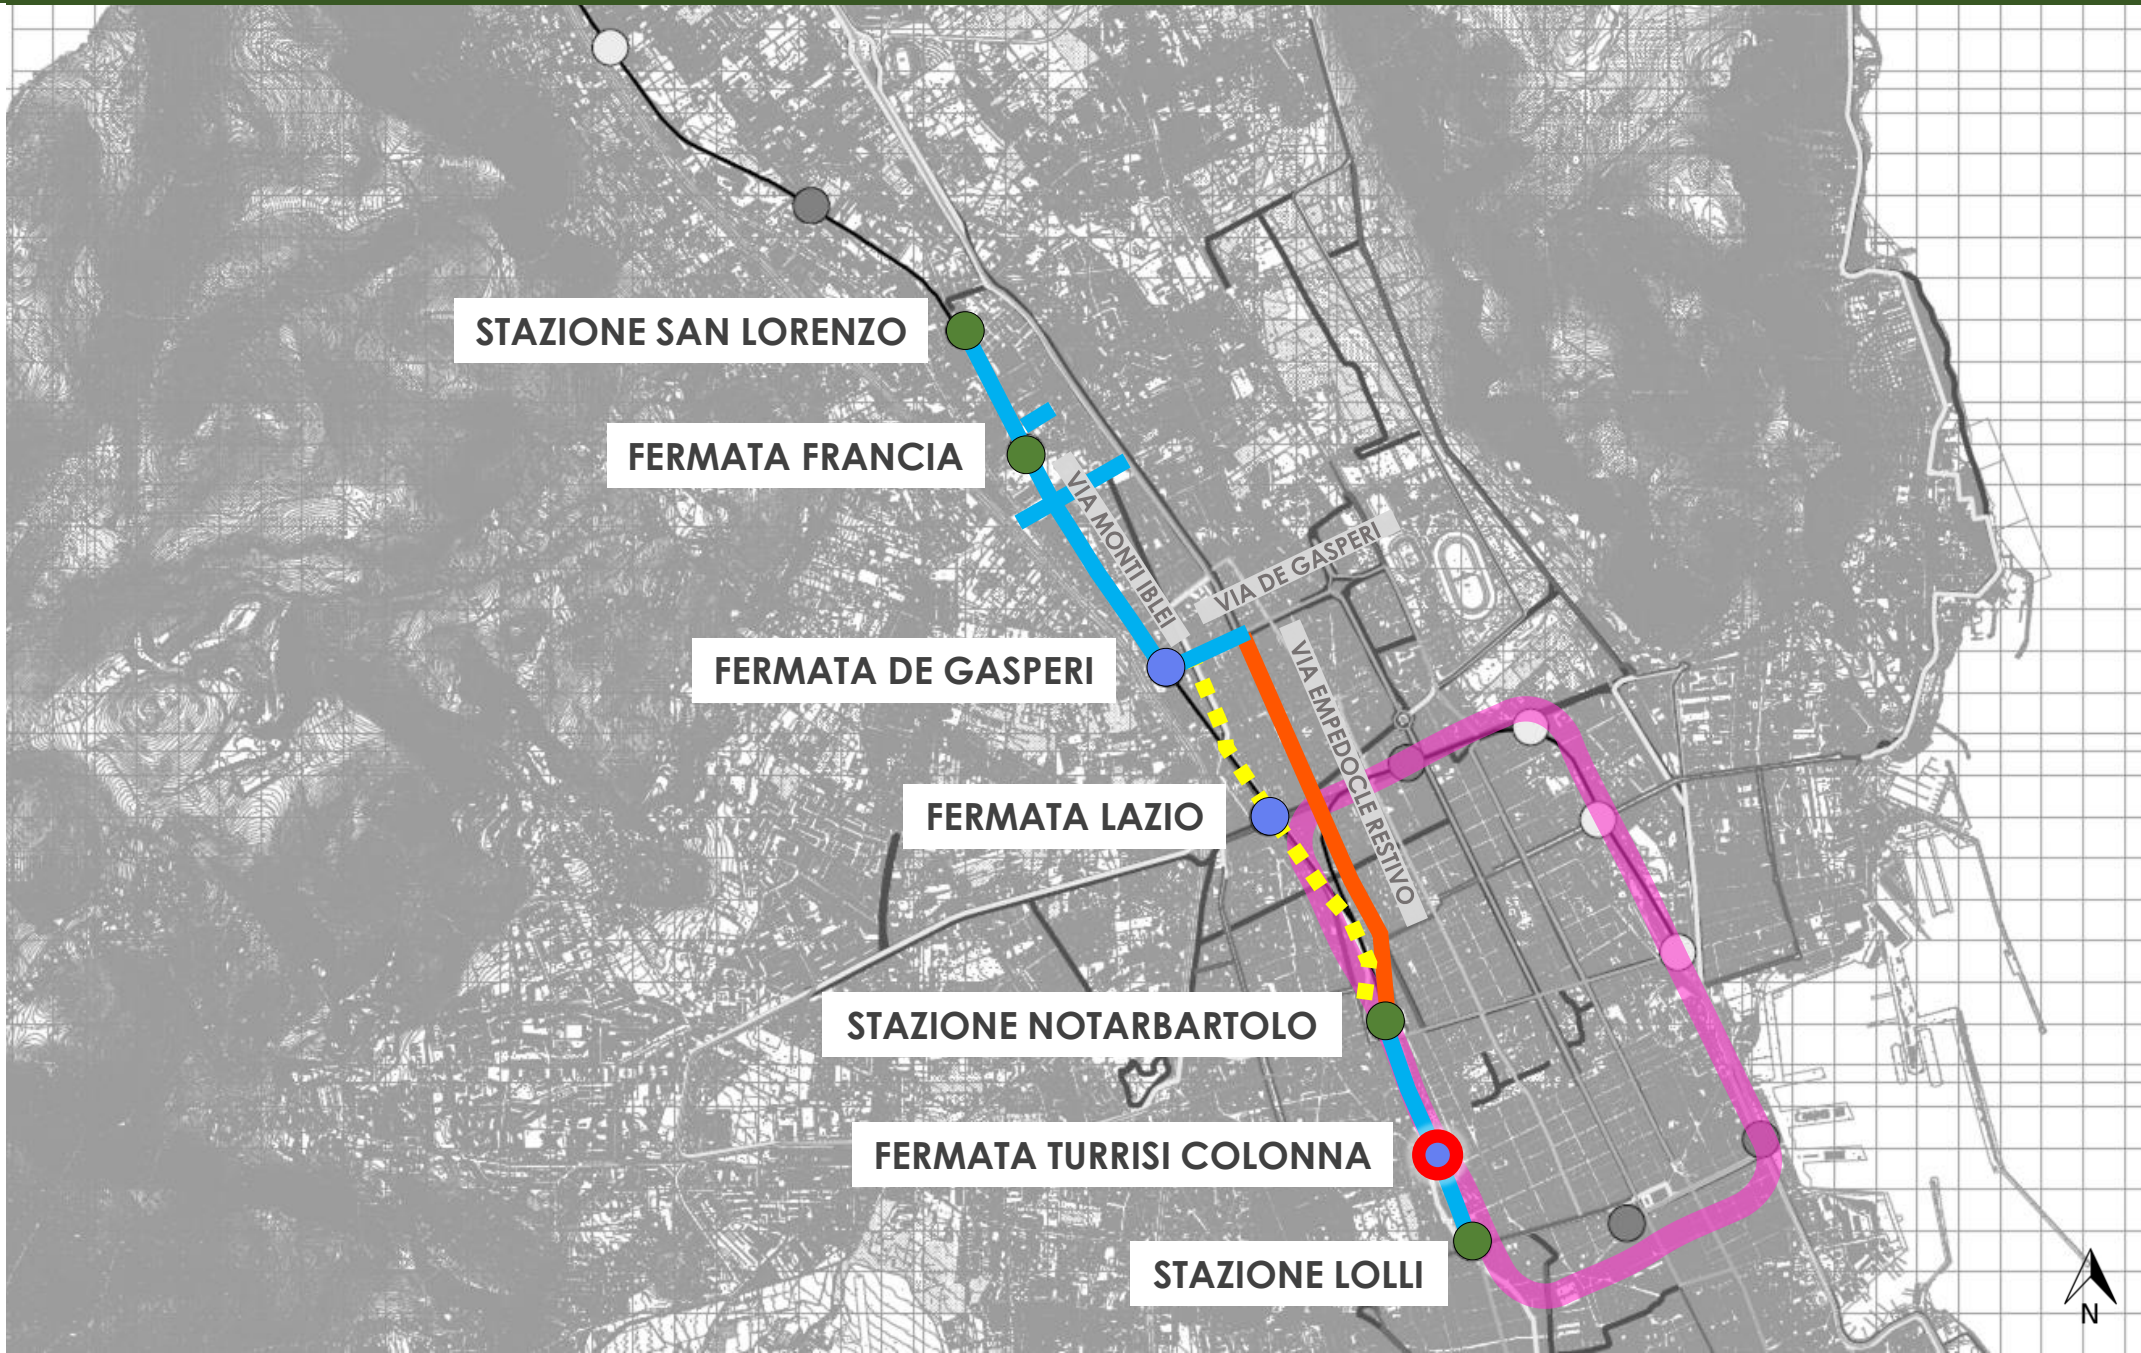 STAZIONE SAN LORENZO
FERMATA FRANCIA
VIA MONTI IBLEI
VIA DE GASPERI
FERMATA DE GASPERI
VIA EMPEDOCLE RESTIVO
FERMATA LAZIO
STAZIONE NOTARBARTOLO
FERMATA TURRISI COLONNA
STAZIONE LOLLI
N